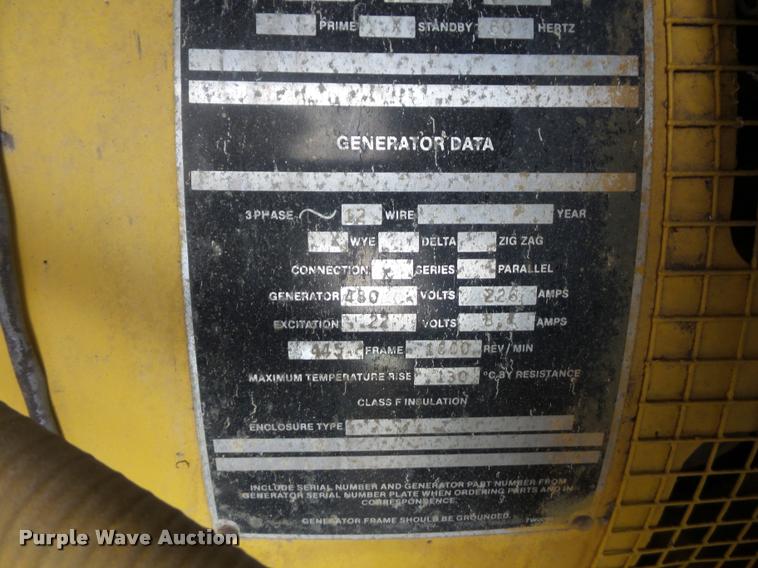 PRIME X STANDBY 60 HERTZ
GENERATOR DATA
3 PHASE 12 WIRE YEAR
X WYE DELTA ZIG ZAG
CONNECTION SERIES PARALLEL
GENERATOR 480 VOLTS 226 AMPS
EXCITATION 22 VOLTS AMPS
445 FRAME 1800 REV / MIN
MAXIMUM TEMPERATURE RISE 130 °C BY RESISTANCE
CLASS F INSULATION
ENCLOSURE TYPE
INCLUDE SERIAL NUMBER AND GENERATOR PART NUMBER FROM
GENERATOR SERIAL NUMBER PLATE WHEN ORDERING PARTS AND IN
CORRESPONDENCE.
GENERATOR FRAME SHOULD BE GROUNDED.
Purple Wave Auction